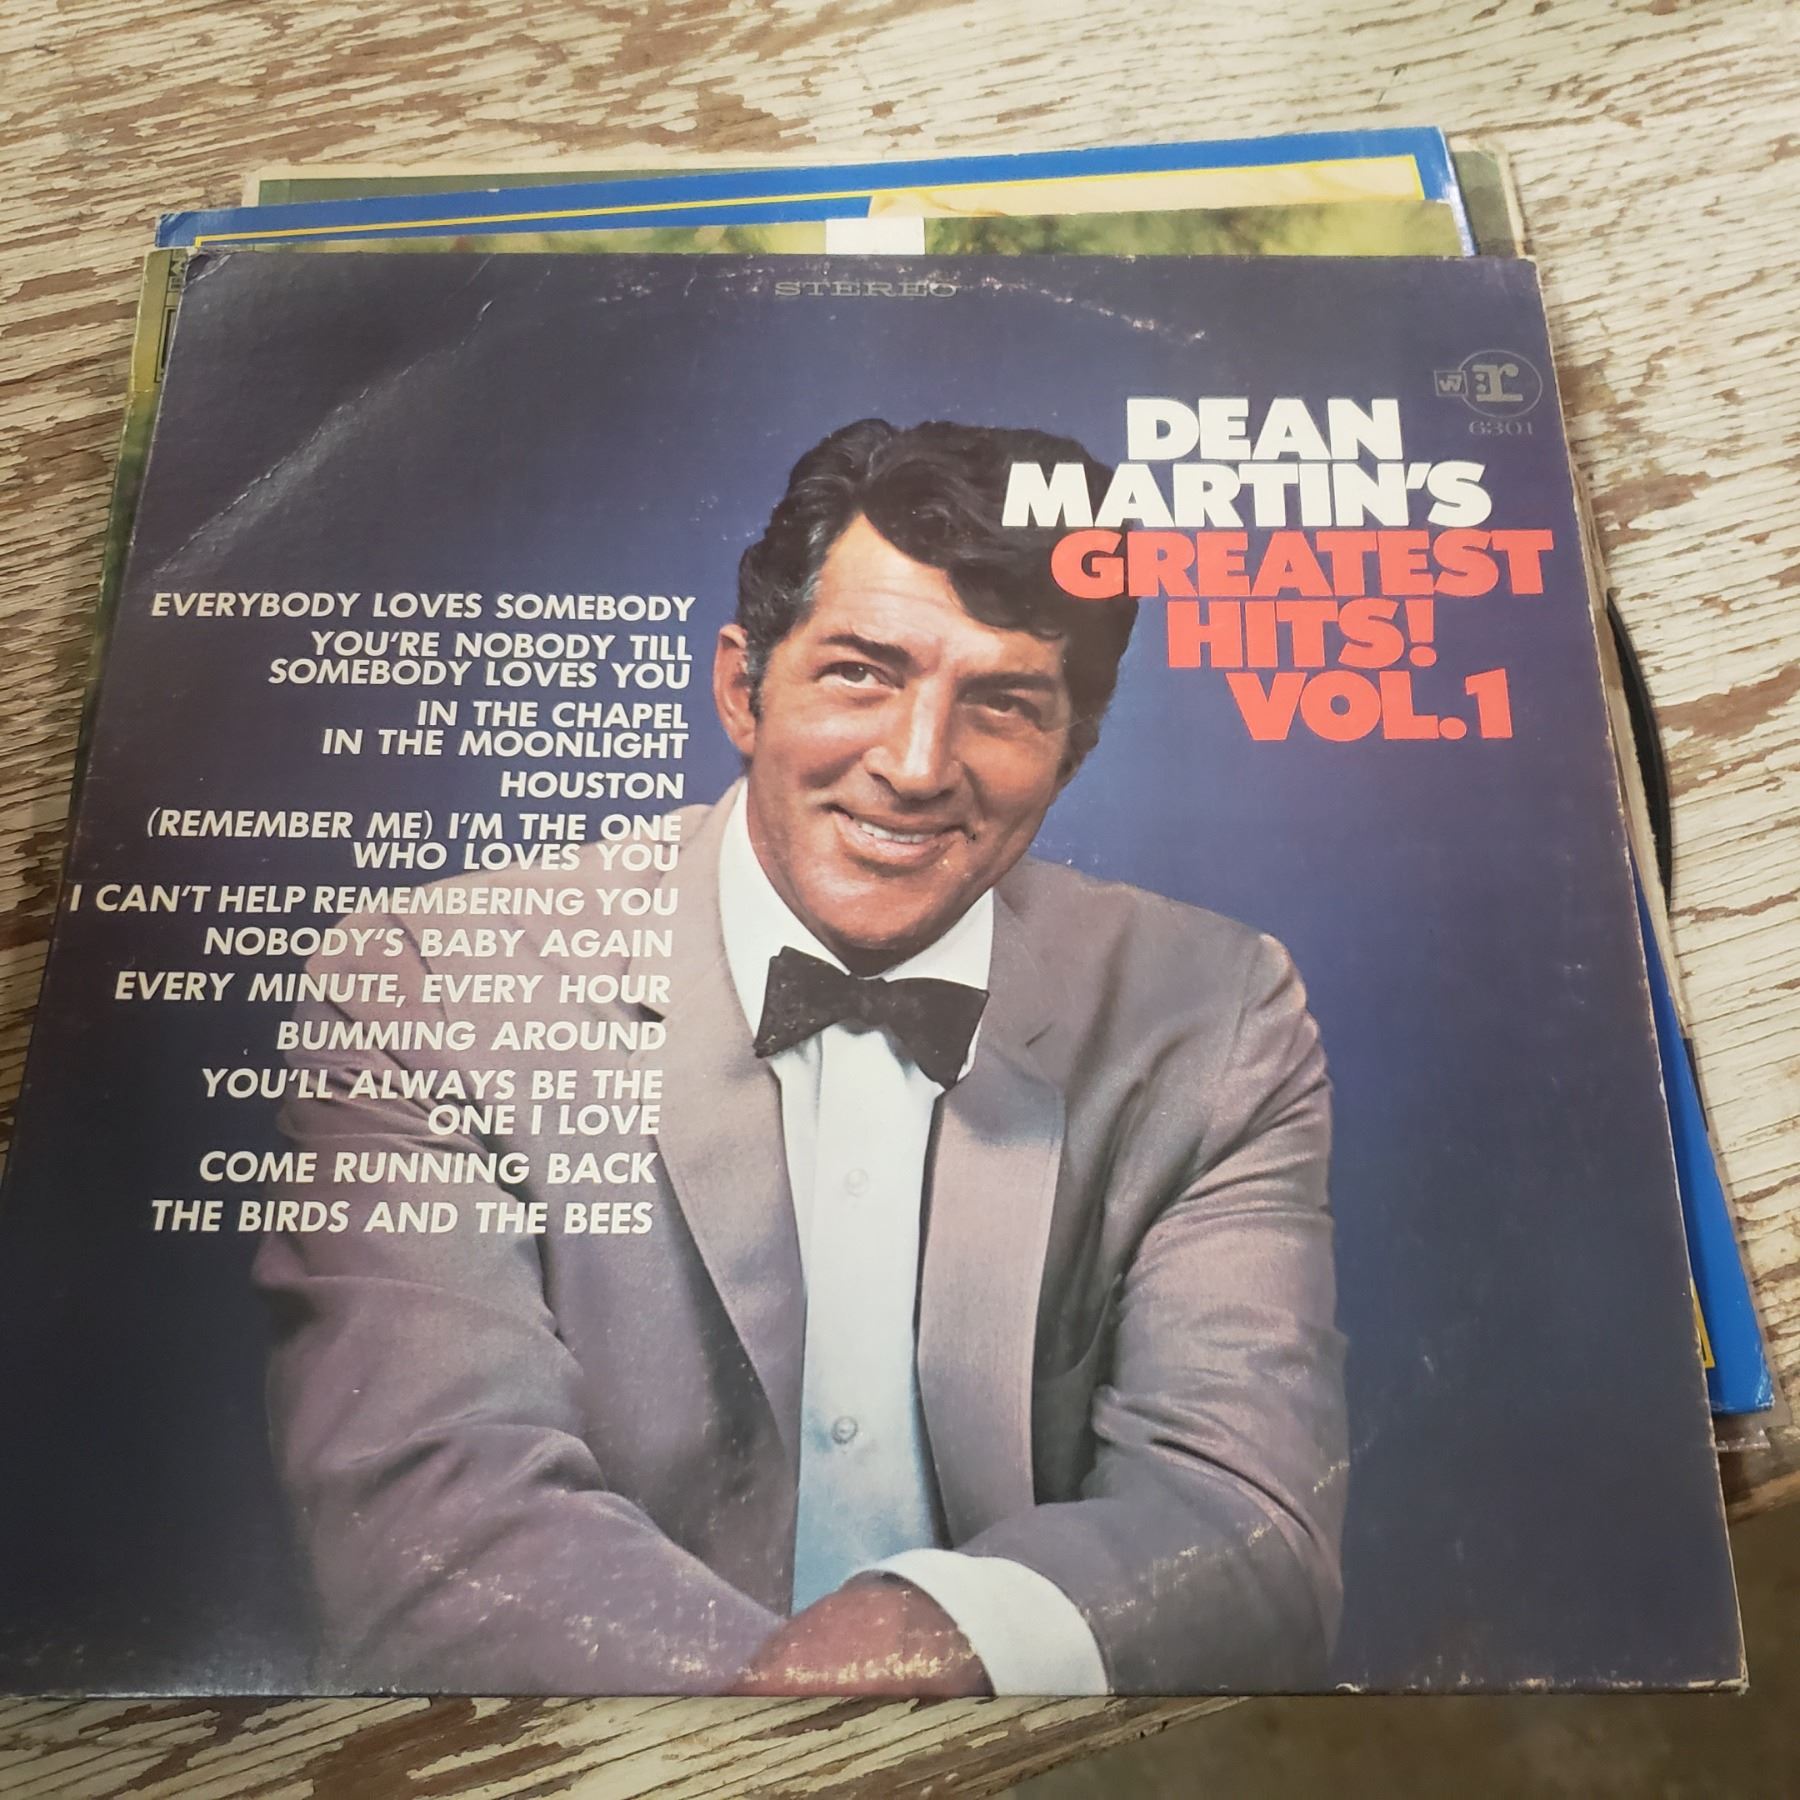 STEREO
W
:r
6301
DEAN
MARTIN'S
GREATEST
HITS!
VOL.1
EVERYBODY LOVES SOMEBODY
YOU'RE NOBODY TILL
SOMEBODY LOVES YOU
IN THE CHAPEL
IN THE MOONLIGHT
HOUSTON
(REMEMBER ME) I'M THE ONE
WHO LOVES YOU
I CAN'T HELP REMEMBERING YOU
NOBODY'S BABY AGAIN
EVERY MINUTE, EVERY HOUR
BUMMING AROUND
YOU'LL ALWAYS BE THE
ONE I LOVE
COME RUNNING BACK
THE BIRDS AND THE BEES